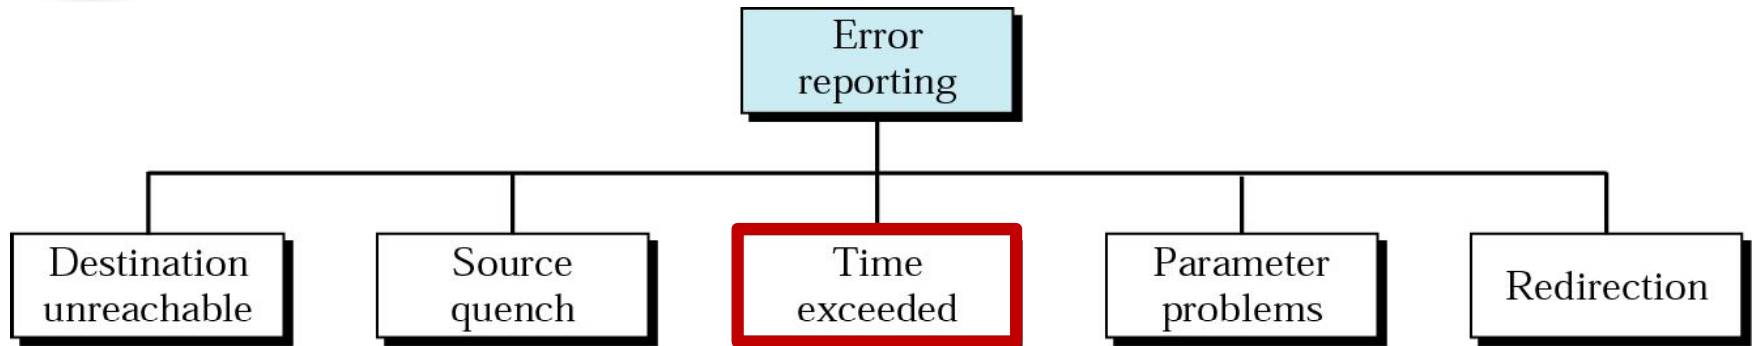 Error
reporting
Destination
unreachable
Source
quench
Time
exceeded
Parameter
problems
Redirection